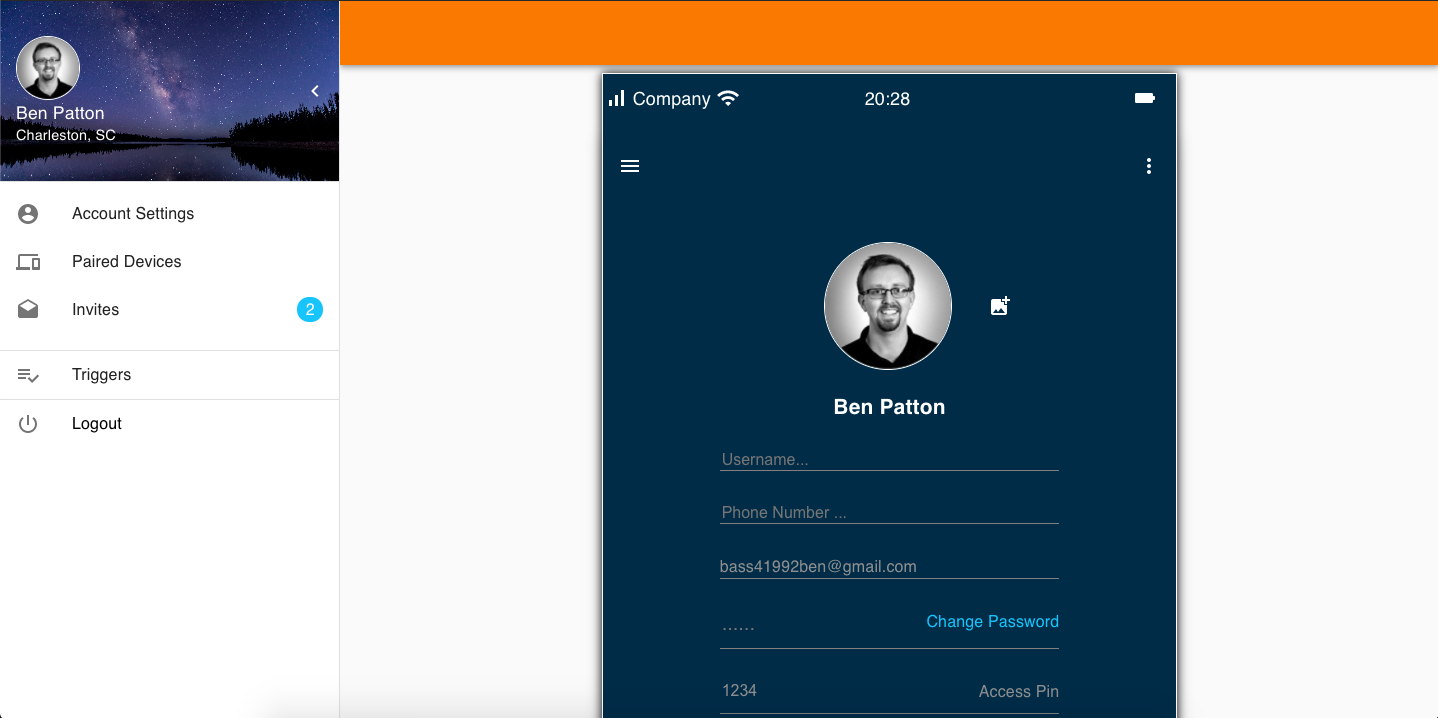 Ben Patton
Charleston, SC
Account Settings
Paired Devices
Invites 2
Triggers
Logout
Company 20:28
Ben Patton
Username...
Phone Number ...
bass41992ben@gmail.com
...... Change Password
1234 Access Pin